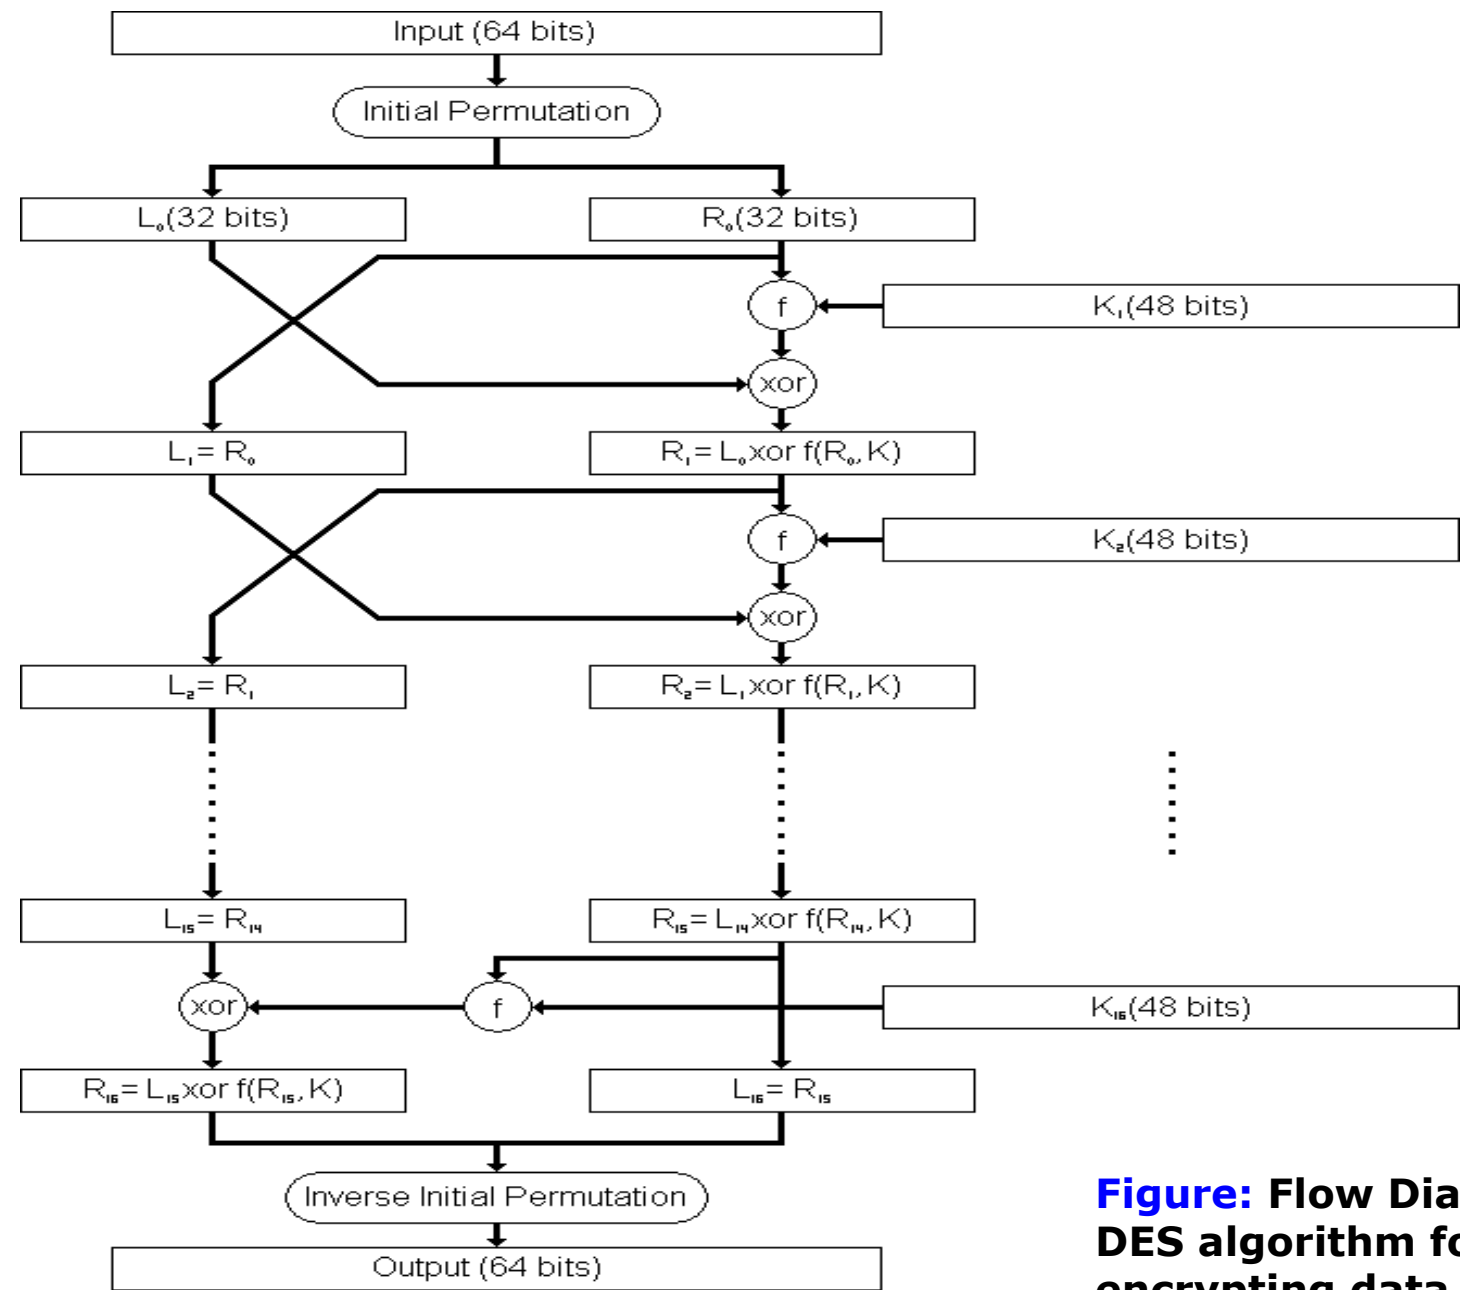 Input (64 bits)
Initial Permutation
L₀(32 bits)
R₀(32 bits)
f
K₁(48 bits)
xor
L₁= R₀
R₁= L₀xor f(R₀, K)
f
K₂(48 bits)
xor
L₂= R₁
R₂= L₁xor f(R₁, K)
L₁₅= R₁₄
R₁₅= L₁₄xor f(R₁₄, K)
xor
f
K₁₆(48 bits)
R₁₆= L₁₅xor f(R₁₅, K)
L₁₆= R₁₅
Inverse Initial Permutation
Output (64 bits)
Figure: Flow Dia
DES algorithm fo
encrypting data